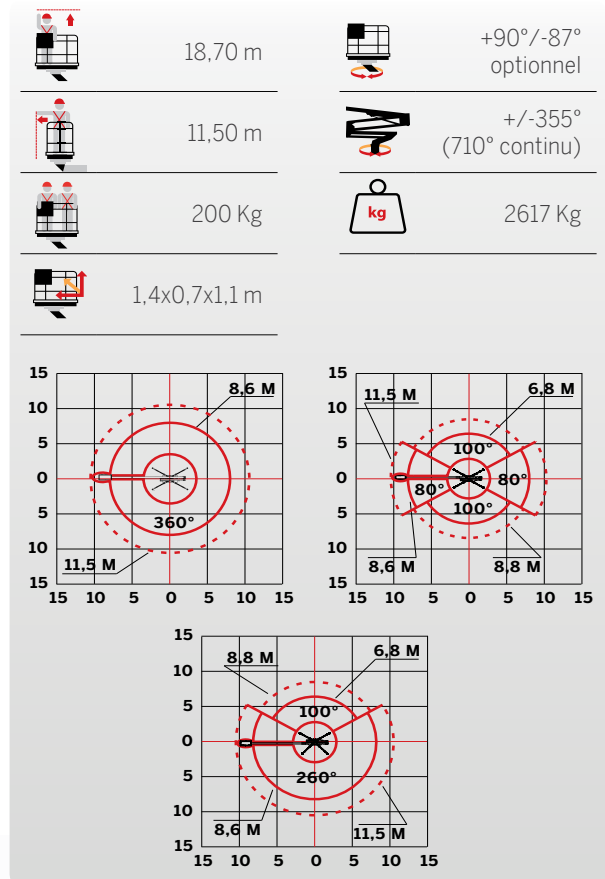 18,70 m
+90°/-87°
optionnel
11,50 m
+/-355°
(710° continu)
200 Kg
kg
2617 Kg
1,4x0,7x1,1 m
15
10
5
0
5
10
15
15 10 5 0 5 10 15
8,6 M
360°
11,5 M
15
10
5
0
5
10
15
15 10 5 0 5 10 15
11,5 M
6,8 M
100°
80°
80°
100°
8,6 M
8,8 M
15
10
5
0
5
10
15
15 10 5 0 5 10 15
8,8 M
6,8 M
100°
260°
8,6 M
11,5 M